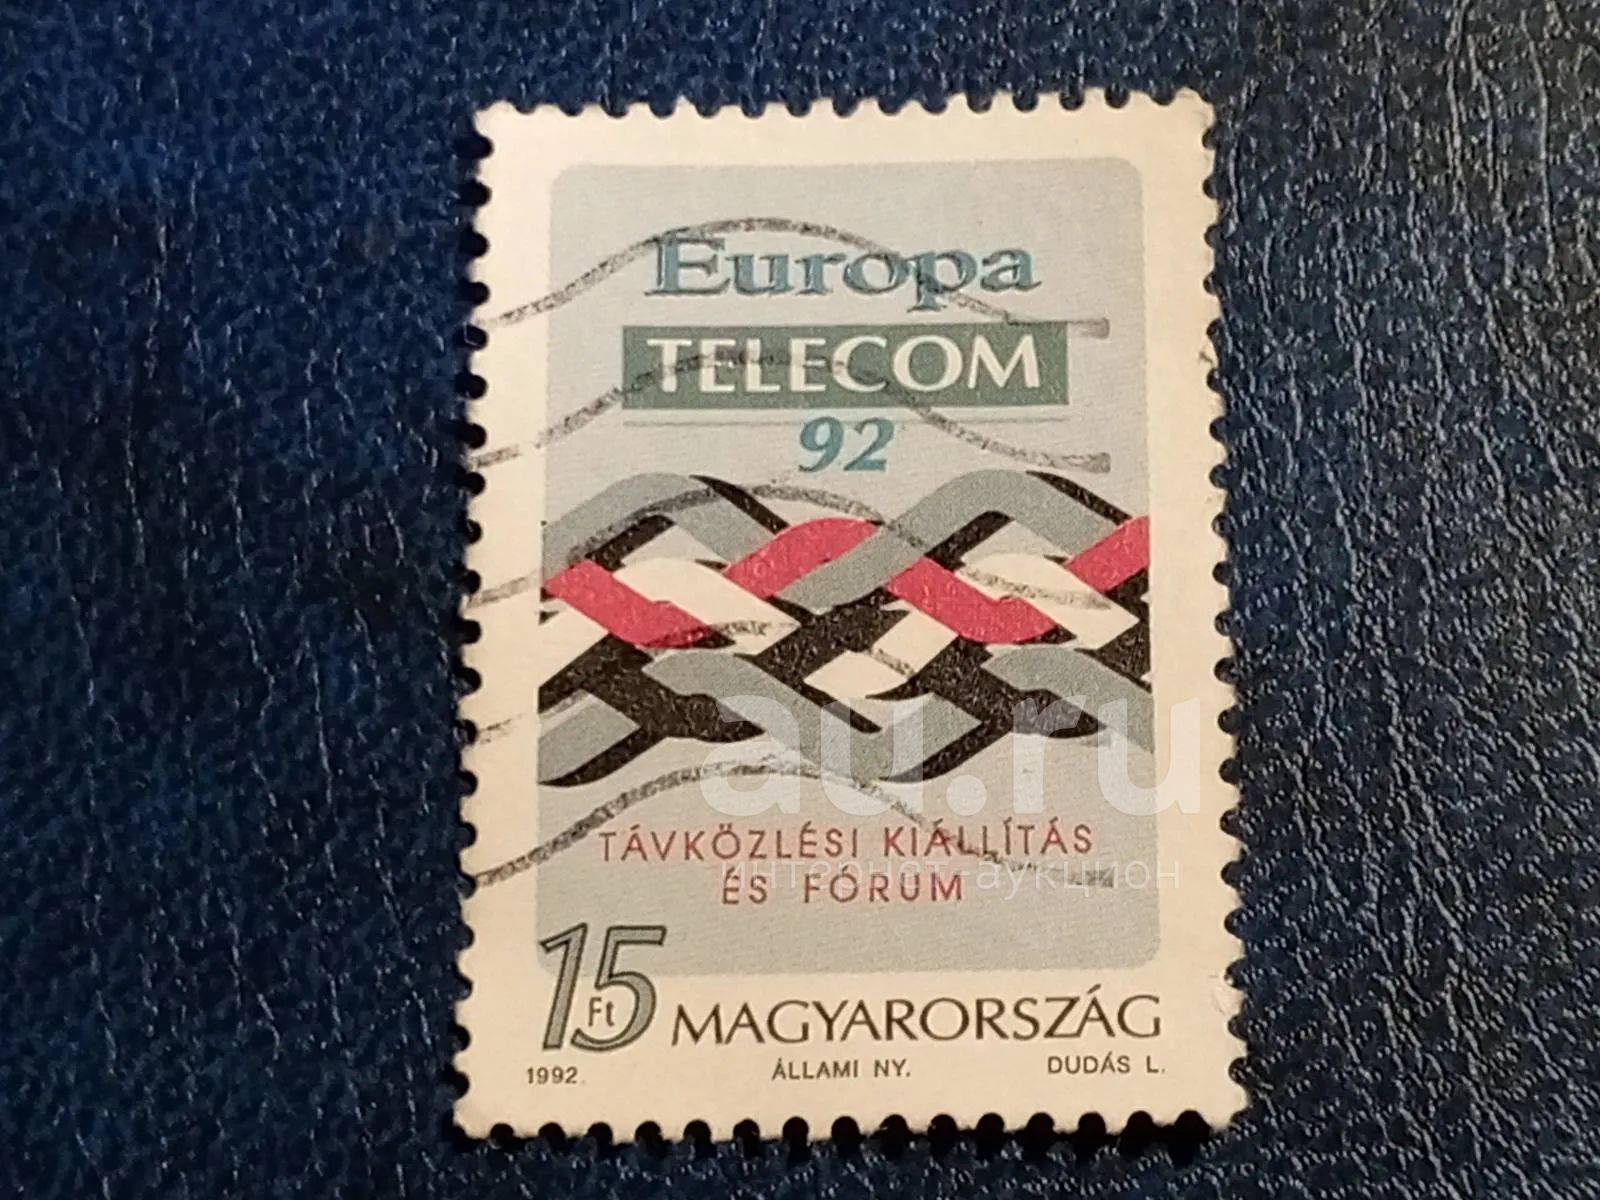 Europa
TELECOM
92
au.ru
TÁVKÖZLÉSI KIÁLLÍTÁS
интернет-аукцион
ÉS FÓRUM
15
Ft
MAGYARORSZÁG
1992.
ÁLLAMI NY.
DUDÁS L.